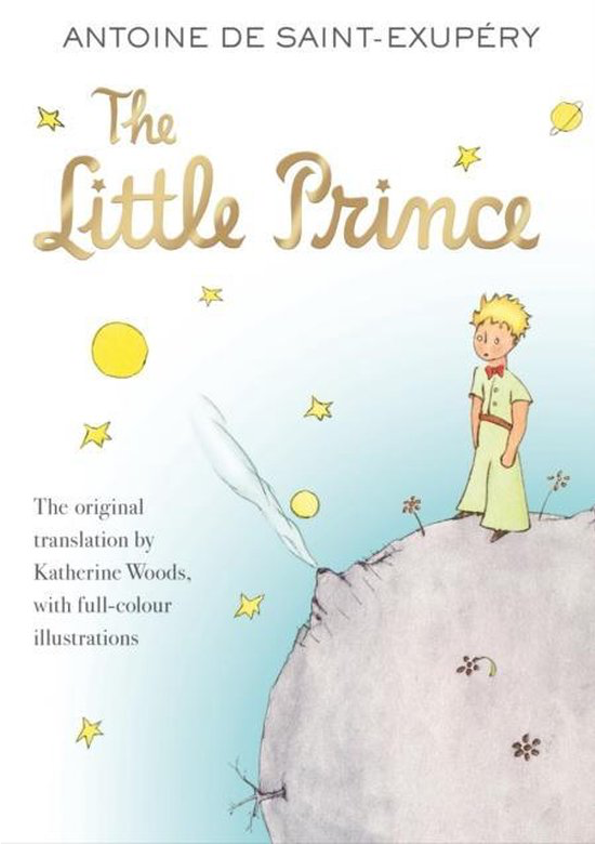 ANTOINE DE SAINT-EXUPÉRY
The
Little Prince
The original
translation by
Katherine Woods,
with full-colour
illustrations